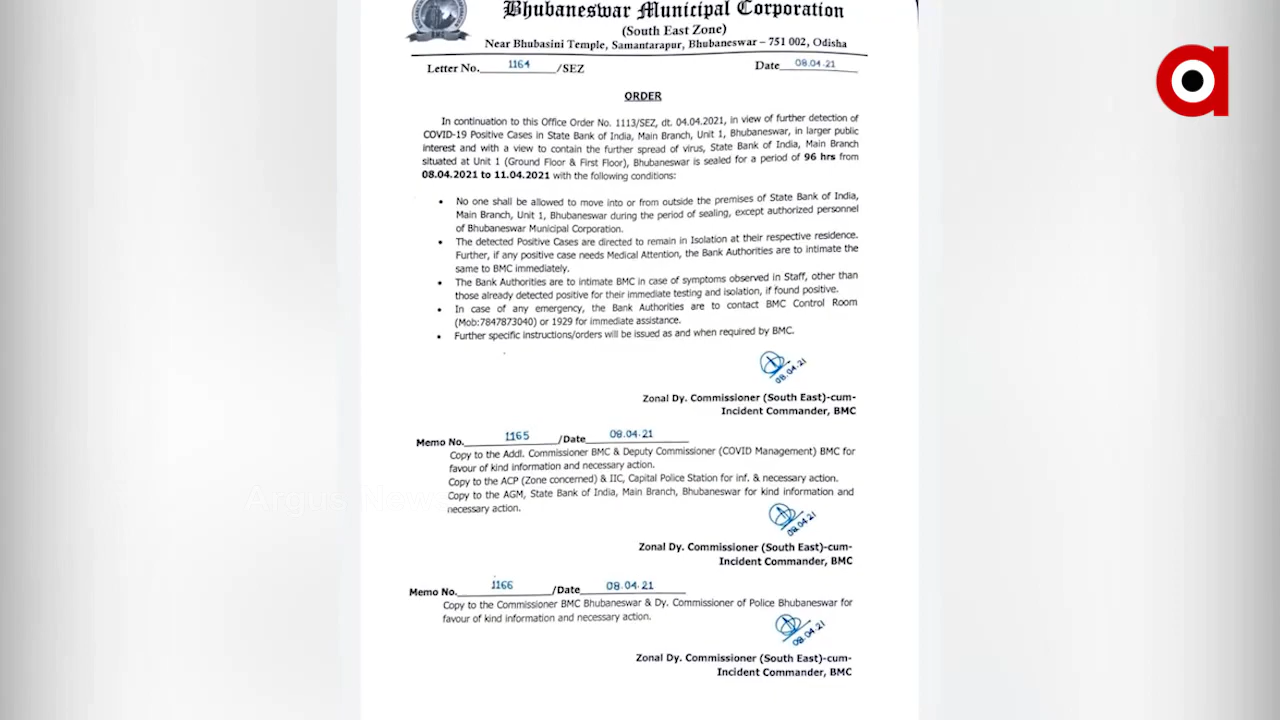 Bhubaneswar Municipal Corporation
(South East Zone)
Near Bhubasini Temple, Samantarapur, Bhubaneswar – 751 002, Odisha
Letter No. 1164 /SEZ Date 08.04.21
ORDER
In continuation to this Office Order No. 1113/SEZ, dt. 04.04.2021, in view of further detection of
COVID-19 Positive Cases in State Bank of India, Main Branch, Unit 1, Bhubaneswar, in larger public
interest and with a view to contain the further spread of virus, State Bank of India, Main Branch
situated at Unit 1 (Ground Floor & First Floor), Bhubaneswar is sealed for a period of 96 hrs from
08.04.2021 to 11.04.2021 with the following conditions:
• No one shall be allowed to move into or from outside the premises of State Bank of India,
Main Branch, Unit 1, Bhubaneswar during the period of sealing, except authorized personnel
of Bhubaneswar Municipal Corporation.
• The detected Positive Cases are directed to remain in Isolation at their respective residence.
Further, if any positive case needs Medical Attention, the Bank Authorities are to intimate the
same to BMC immediately.
• The Bank Authorities are to intimate BMC in case of symptoms observed in Staff, other than
those already detected positive for their immediate testing and isolation, if found positive.
• In case of any emergency, the Bank Authorities are to contact BMC Control Room
(Mob:7847873040) or 1929 for immediate assistance.
• Further specific instructions/orders will be issued as and when required by BMC.
08.04.21
Zonal Dy. Commissioner (South East)-cum-
Incident Commander, BMC
Memo No. 1165 /Date 08.04.21
Copy to the Addl. Commissioner BMC & Deputy Commissioner (COVID Management) BMC for
favour of kind information and necessary action.
Copy to the ACP (Zone concerned) & IIC, Capital Police Station for inf. & necessary action.
Copy to the AGM, State Bank of India, Main Branch, Bhubaneswar for kind information and
necessary action.
Argus News
08.04.21
Zonal Dy. Commissioner (South East)-cum-
Incident Commander, BMC
Memo No. 1166 /Date 08.04.21
Copy to the Commissioner BMC Bhubaneswar & Dy. Commissioner of Police Bhubaneswar for
favour of kind information and necessary action.
08.04.21
Zonal Dy. Commissioner (South East)-cum-
Incident Commander, BMC